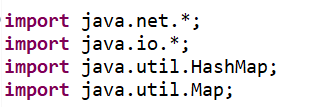 import java.net.*;
import java.io.*;
import java.util.HashMap;
import java.util.Map;